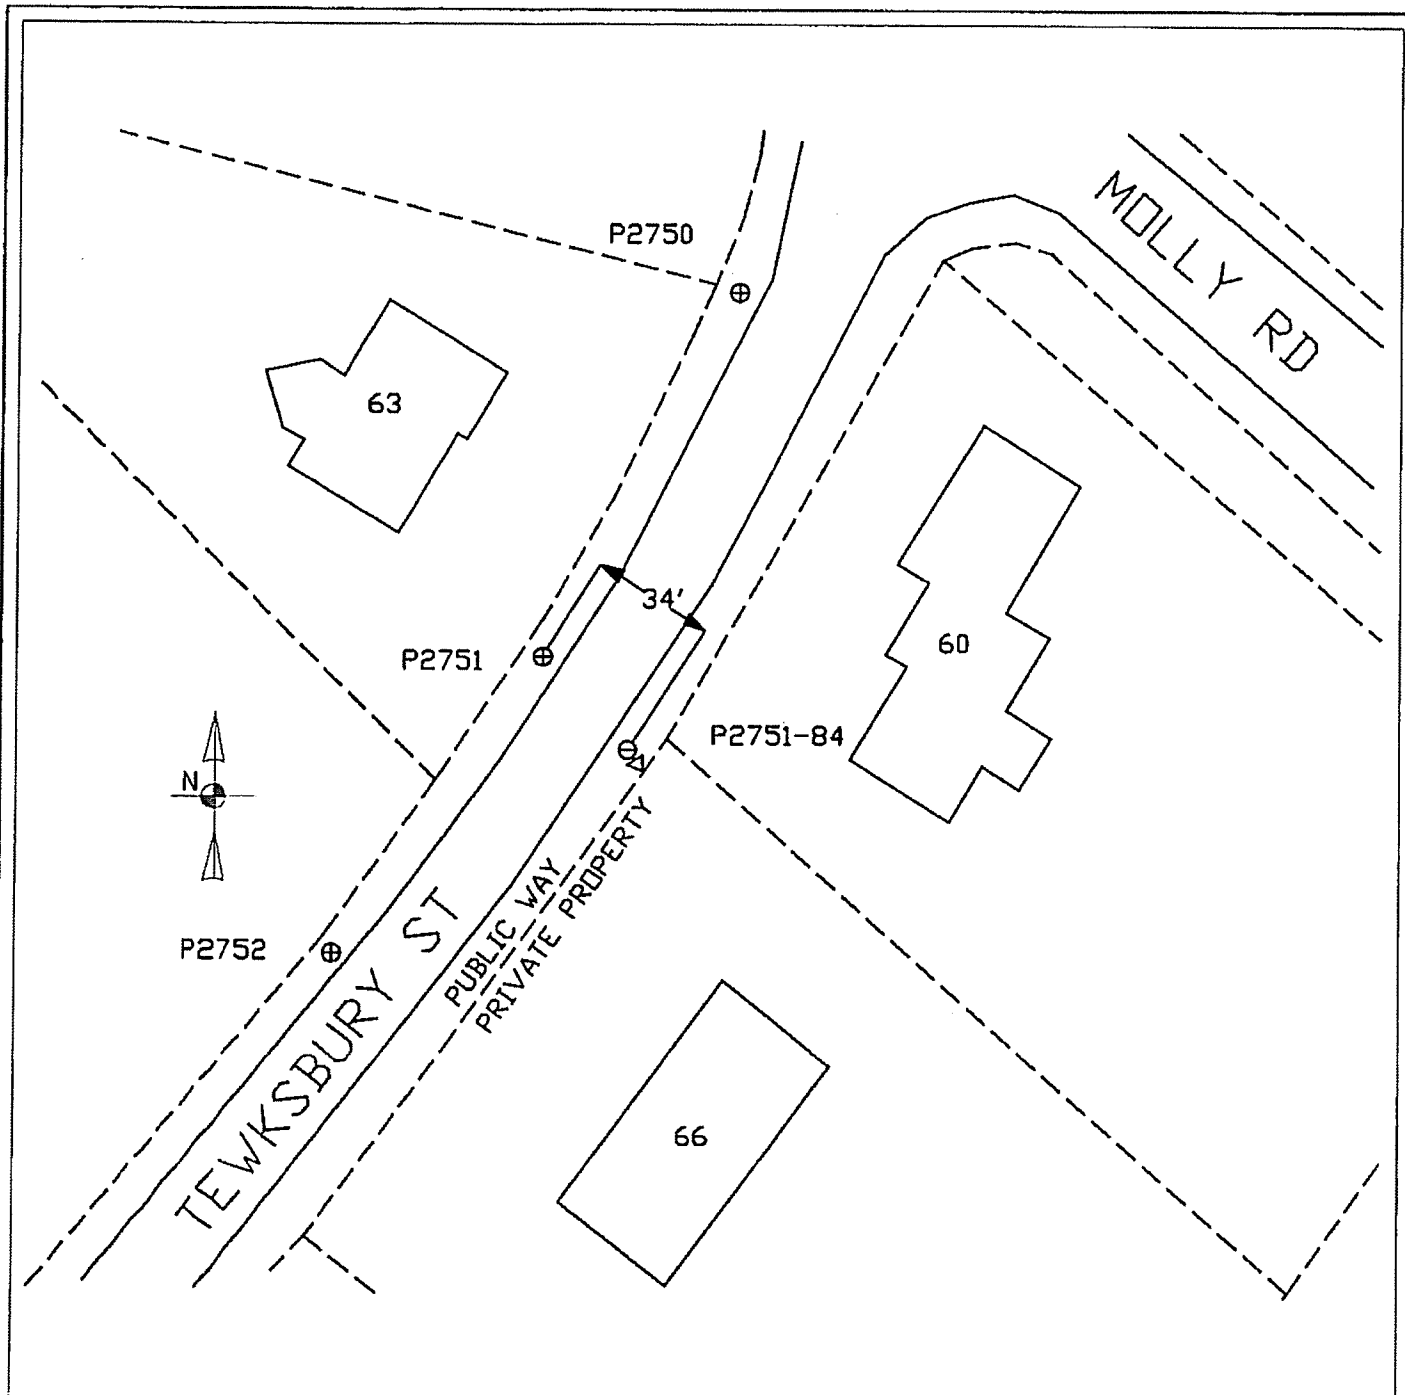 MOLLY RD
P2750
63
34'
P2751
60
P2751-84
N
P2752
TEWKSBURY ST
PUBLIC WAY
PRIVATE PROPERTY
66